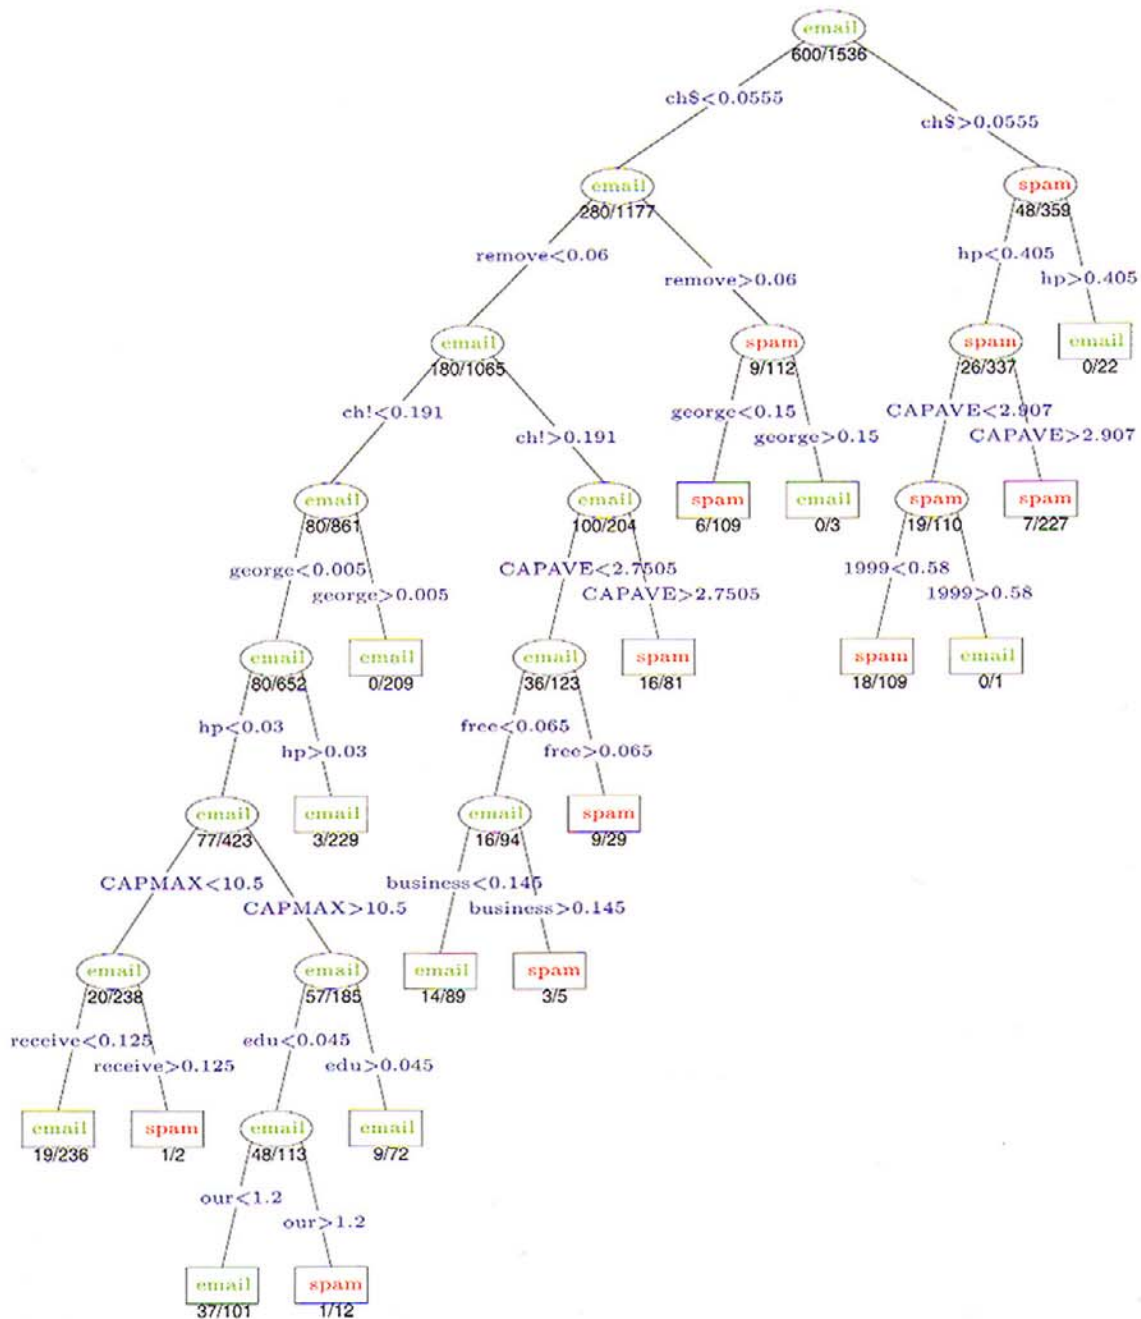 email
600/1536
ch$<0.0555
ch$>0.0555
email
280/1177
spam
48/359
remove<0.06
hp<0.405
remove>0.06
hp>0.405
email
180/1065
spam
9/112
spam
26/337
email
0/22
ch!<0.191
george<0.15
CAPAVE<2.907
ch!>0.191
george>0.15
CAPAVE>2.907
email
80/861
email
100/204
spam
6/109
email
0/3
spam
19/110
spam
7/227
george<0.005
CAPAVE<2.7505
1999<0.58
george>0.005
CAPAVE>2.7505
1999>0.58
email
80/652
email
0/209
email
36/123
spam
16/81
spam
18/109
email
0/1
hp<0.03
free<0.065
hp>0.03
free>0.065
email
77/423
email
3/229
email
16/94
spam
9/29
CAPMAX<10.5
business<0.145
CAPMAX>10.5
business>0.145
email
20/238
email
57/185
email
14/89
spam
3/5
receive<0.125
edu<0.045
receive>0.125
edu>0.045
email
19/236
spam
1/2
email
48/113
email
9/72
our<1.2
our>1.2
email
37/101
spam
1/12